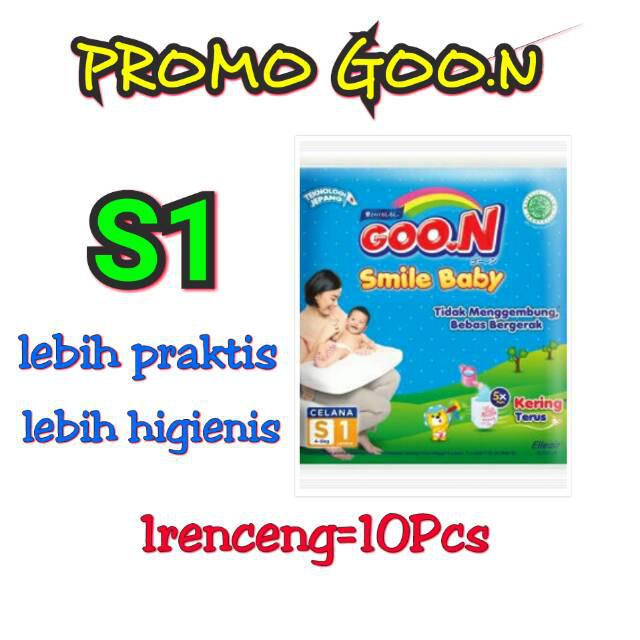 PROMO GOO.N
S1
lebih praktis
lebih higienis
1renceng=10Pcs
TEKNOLOGI
JEPANG
GOO.N
Smile Baby
Tidak Menggembung,
Bebas Bergerak
5x
Kering
Terus
CELANA
S 1